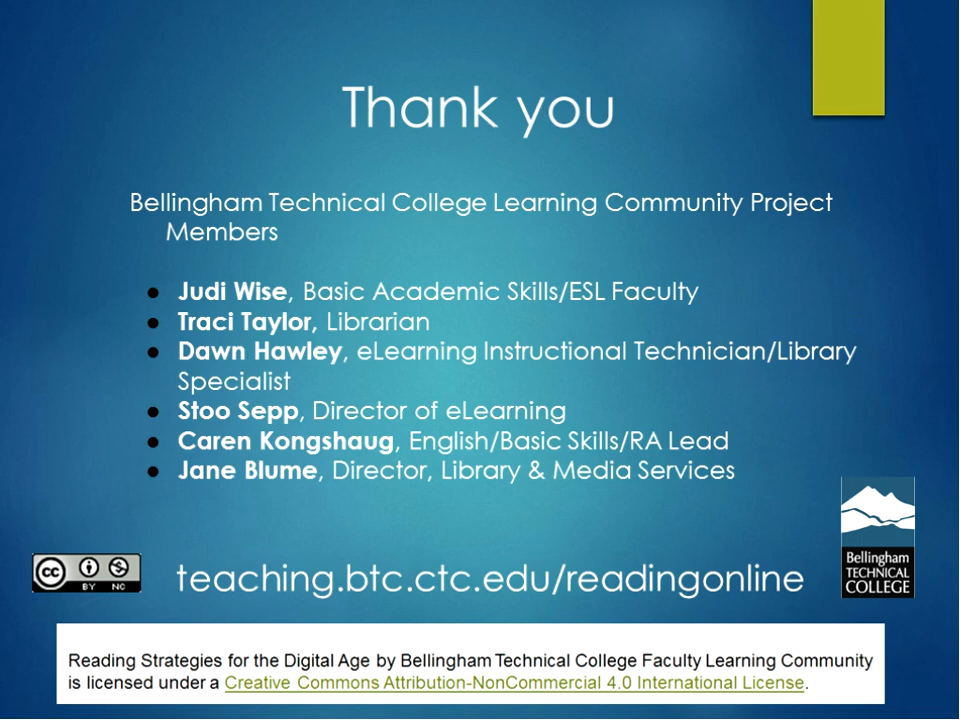 Thank you
Bellingham Technical College Learning Community Project
Members
● Judi Wise, Basic Academic Skills/ESL Faculty
● Traci Taylor, Librarian
● Dawn Hawley, eLearning Instructional Technician/Library
Specialist
● Stoo Sepp, Director of eLearning
● Caren Kongshaug, English/Basic Skills/RA Lead
● Jane Blume, Director, Library & Media Services
Bellingham
TECHNICAL
COLLEGE
cc
BY NC
teaching.btc.ctc.edu/readingonline
Reading Strategies for the Digital Age by Bellingham Technical College Faculty Learning Community
is licensed under a Creative Commons Attribution-NonCommercial 4.0 International License.